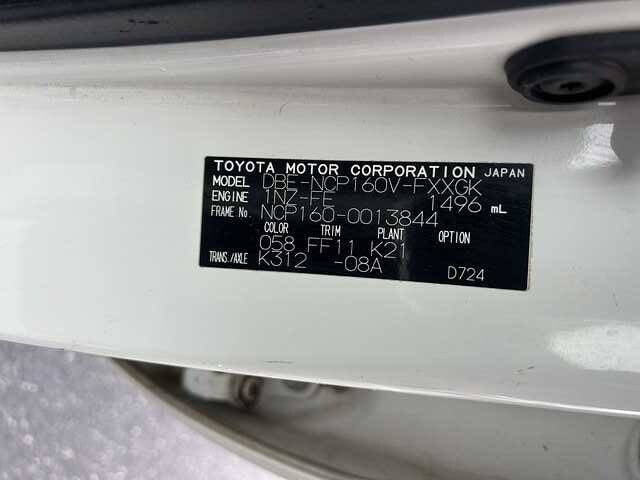 TOYOTA MOTOR CORPORATION JAPAN
MODEL DBE-NCP160V-FXXGK
ENGINE 1NZ-FE 1496 mL
FRAME No. NCP160-0013844
COLOR TRIM PLANT OPTION
058 FF11 K21
TRANS./AXLE K312 -08A D724